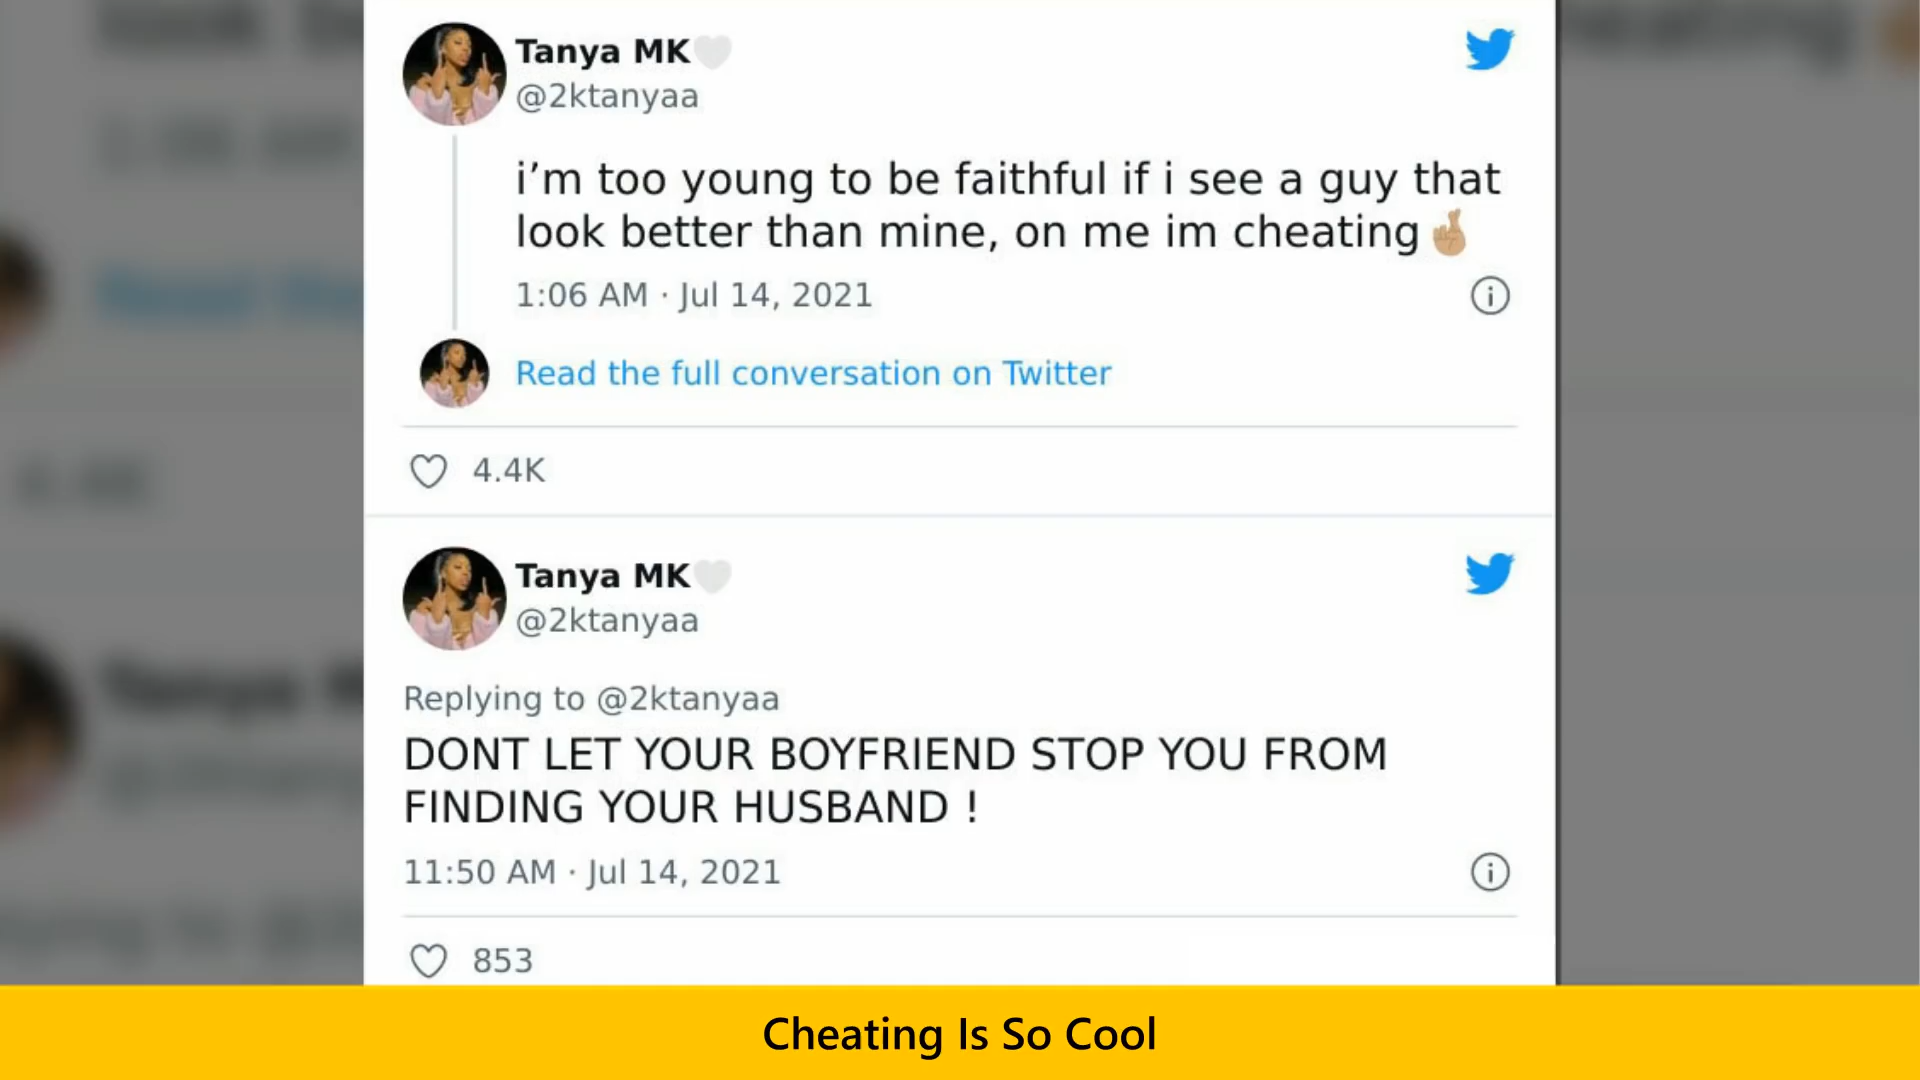 Tanya MK🤍
@2ktanyaa
i’m too young to be faithful if i see a guy that
look better than mine, on me im cheating🤞🏼
1:06 AM · Jul 14, 2021
Read the full conversation on Twitter
4.4K
Tanya MK🤍
@2ktanyaa
Replying to @2ktanyaa
DONT LET YOUR BOYFRIEND STOP YOU FROM
FINDING YOUR HUSBAND !
11:50 AM · Jul 14, 2021
853
Cheating Is So Cool